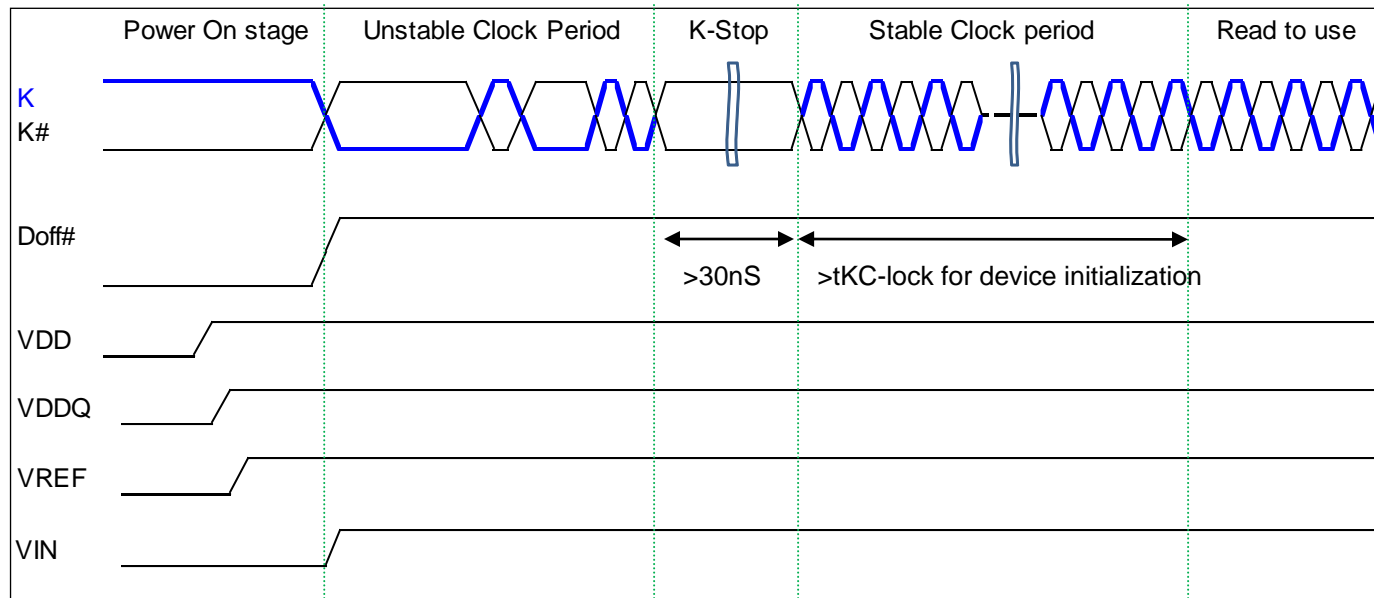 Power On stage Unstable Clock Period K-Stop Stable Clock period Read to use
K
K#
Doff#
>30nS >tKC-lock for device initialization
VDD
VDDQ
VREF
VIN